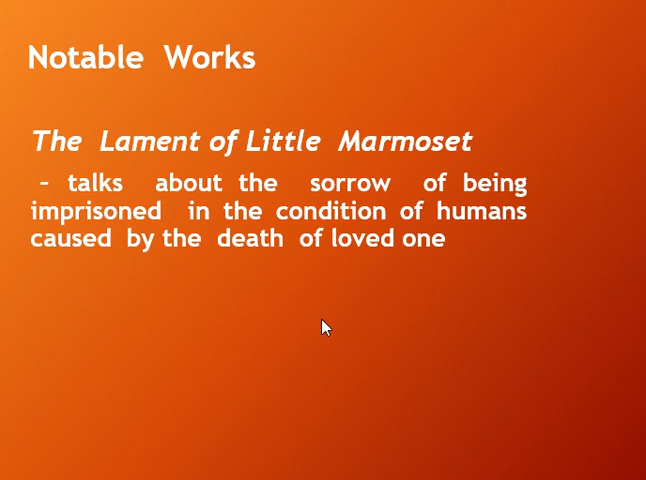 Notable Works
The Lament of Little Marmoset
- talks about the sorrow of being
imprisoned in the condition of humans
caused by the death of loved one